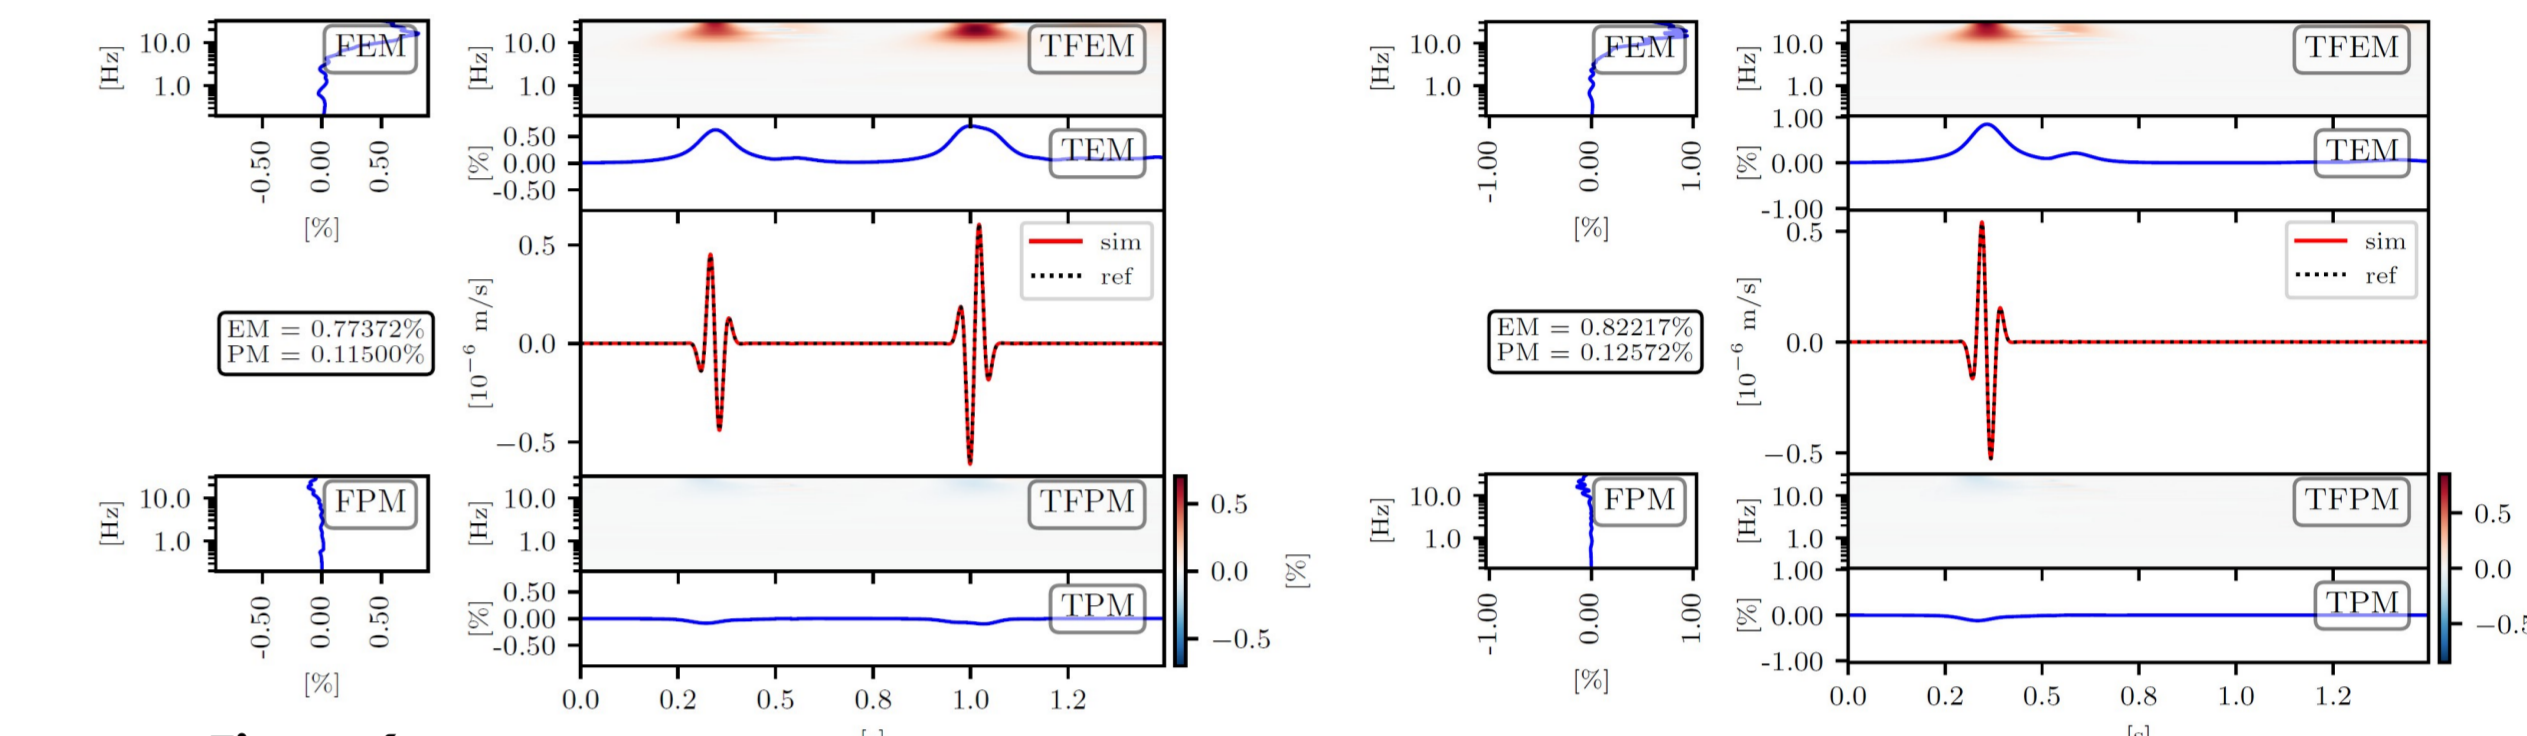 [Hz]
10.0
1.0
FEM
-0.50
0.00
0.50
[%]
[Hz]
10.0
1.0
TFEM
[%]
0.50
0.00
-0.50
TEM
EM = 0.77372%
PM = 0.11500%
[10⁻⁶ m/s]
0.5
0.0
−0.5
sim
ref
[Hz]
10.0
1.0
FPM
-0.50
0.00
0.50
[%]
[Hz]
10.0
1.0
TFPM
[%]
0.50
0.00
-0.50
TPM
0.0
0.2
0.5
0.8
1.0
1.2
0.5
0.0
−0.5
[%]
[Hz]
10.0
1.0
FEM
-1.00
0.00
1.00
[%]
[Hz]
10.0
1.0
TFEM
[%]
1.00
0.00
-1.00
TEM
EM = 0.82217%
PM = 0.12572%
[10⁻⁶ m/s]
0.5
0.0
−0.5
sim
ref
[Hz]
10.0
1.0
FPM
-1.00
0.00
1.00
[%]
[Hz]
10.0
1.0
TFPM
[%]
1.00
0.00
-1.00
TPM
0.0
0.2
0.5
0.8
1.0
1.2
[s]
0.5
0.0
−0.5